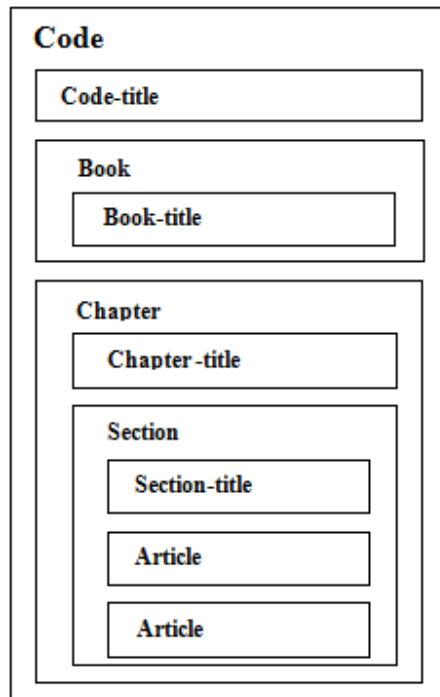 Code
Code-title
Book
Book-title
Chapter
Chapter-title
Section
Section-title
Article
Article